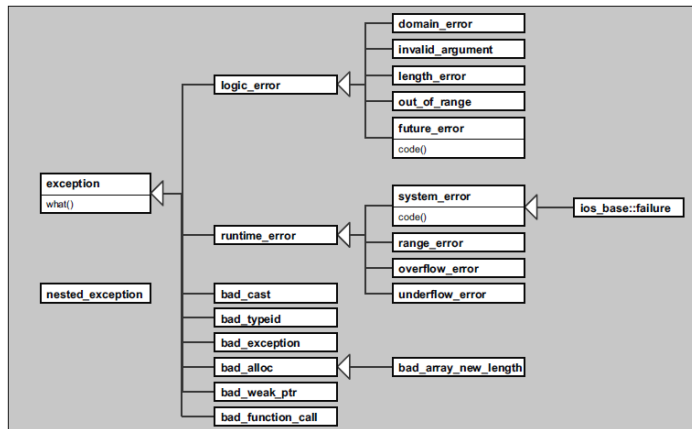 domain_error
invalid_argument
logic_error
length_error
out_of_range
future_error
code()
exception
what()
system_error
code()
ios_base::failure
runtime_error
range_error
overflow_error
nested_exception
bad_cast
underflow_error
bad_typeid
bad_exception
bad_alloc
bad_array_new_length
bad_weak_ptr
bad_function_call